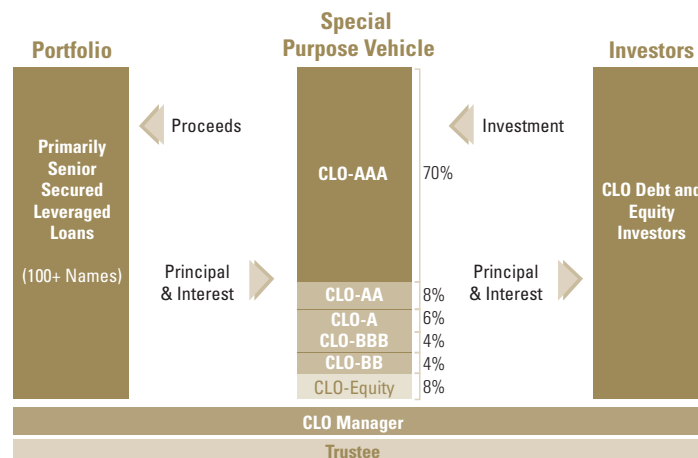 Portfolio
Special
Purpose Vehicle
Investors
Proceeds
Investment
Primarily
Senior
Secured
Leveraged
Loans
(100+ Names)
CLO-AAA
70%
CLO Debt and
Equity
Investors
Principal
& Interest
Principal
& Interest
CLO-AA
8%
CLO-A
6%
CLO-BBB
4%
CLO-BB
4%
CLO-Equity
8%
CLO Manager
Trustee